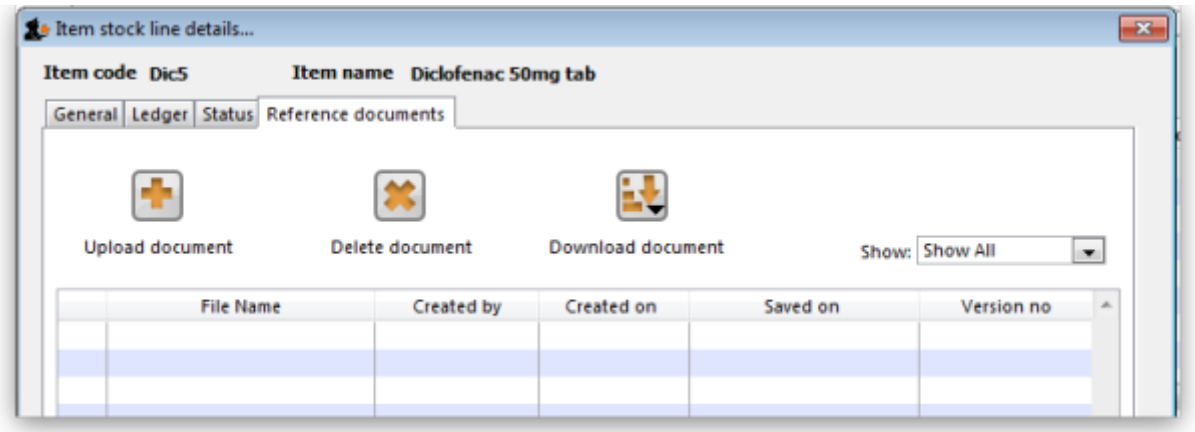 Item stock line details...
Item code Dic5 Item name Diclofenac 50mg tab
General Ledger Status Reference documents
Upload document Delete document Download document Show: Show All
File Name Created by Created on Saved on Version no